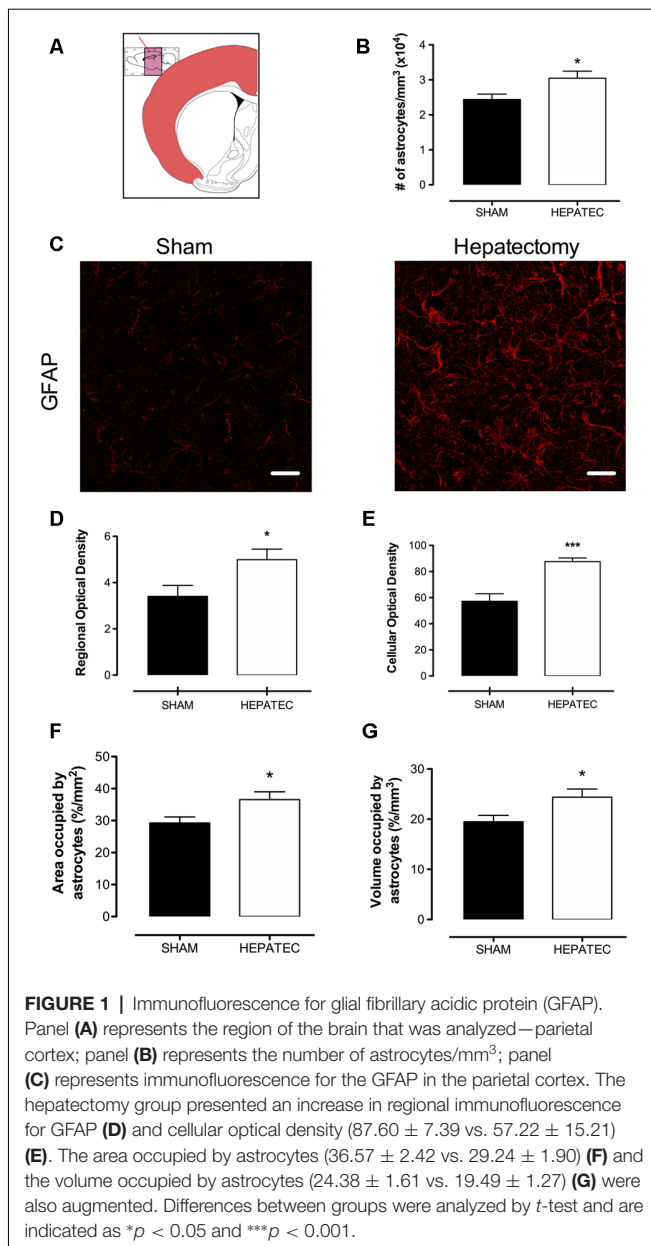 A
B
# of astrocytes/mm³ (x10⁴)
4
3
2
1
0
*
SHAM
HEPATEC
C
Sham
Hepatectomy
GFAP
D
Regional Optical Density
6
4
2
0
*
SHAM
HEPATEC
E
Cellular Optical Density
100
80
60
40
20
0
***
SHAM
HEPATEC
F
Area occupied by
astrocytes (%/mm²)
50
40
30
20
10
0
*
SHAM
HEPATEC
G
Volume occupied by
astrocytes (%/mm³)
30
20
10
0
*
SHAM
HEPATEC
FIGURE 1 | Immunofluorescence for glial fibrillary acidic protein (GFAP).
Panel (A) represents the region of the brain that was analyzed—parietal
cortex; panel (B) represents the number of astrocytes/mm³; panel
(C) represents immunofluorescence for the GFAP in the parietal cortex. The
hepatectomy group presented an increase in regional immunofluorescence
for GFAP (D) and cellular optical density (87.60 ± 7.39 vs. 57.22 ± 15.21)
(E). The area occupied by astrocytes (36.57 ± 2.42 vs. 29.24 ± 1.90) (F) and
the volume occupied by astrocytes (24.38 ± 1.61 vs. 19.49 ± 1.27) (G) were
also augmented. Differences between groups were analyzed by t-test and are
indicated as *p < 0.05 and ***p < 0.001.